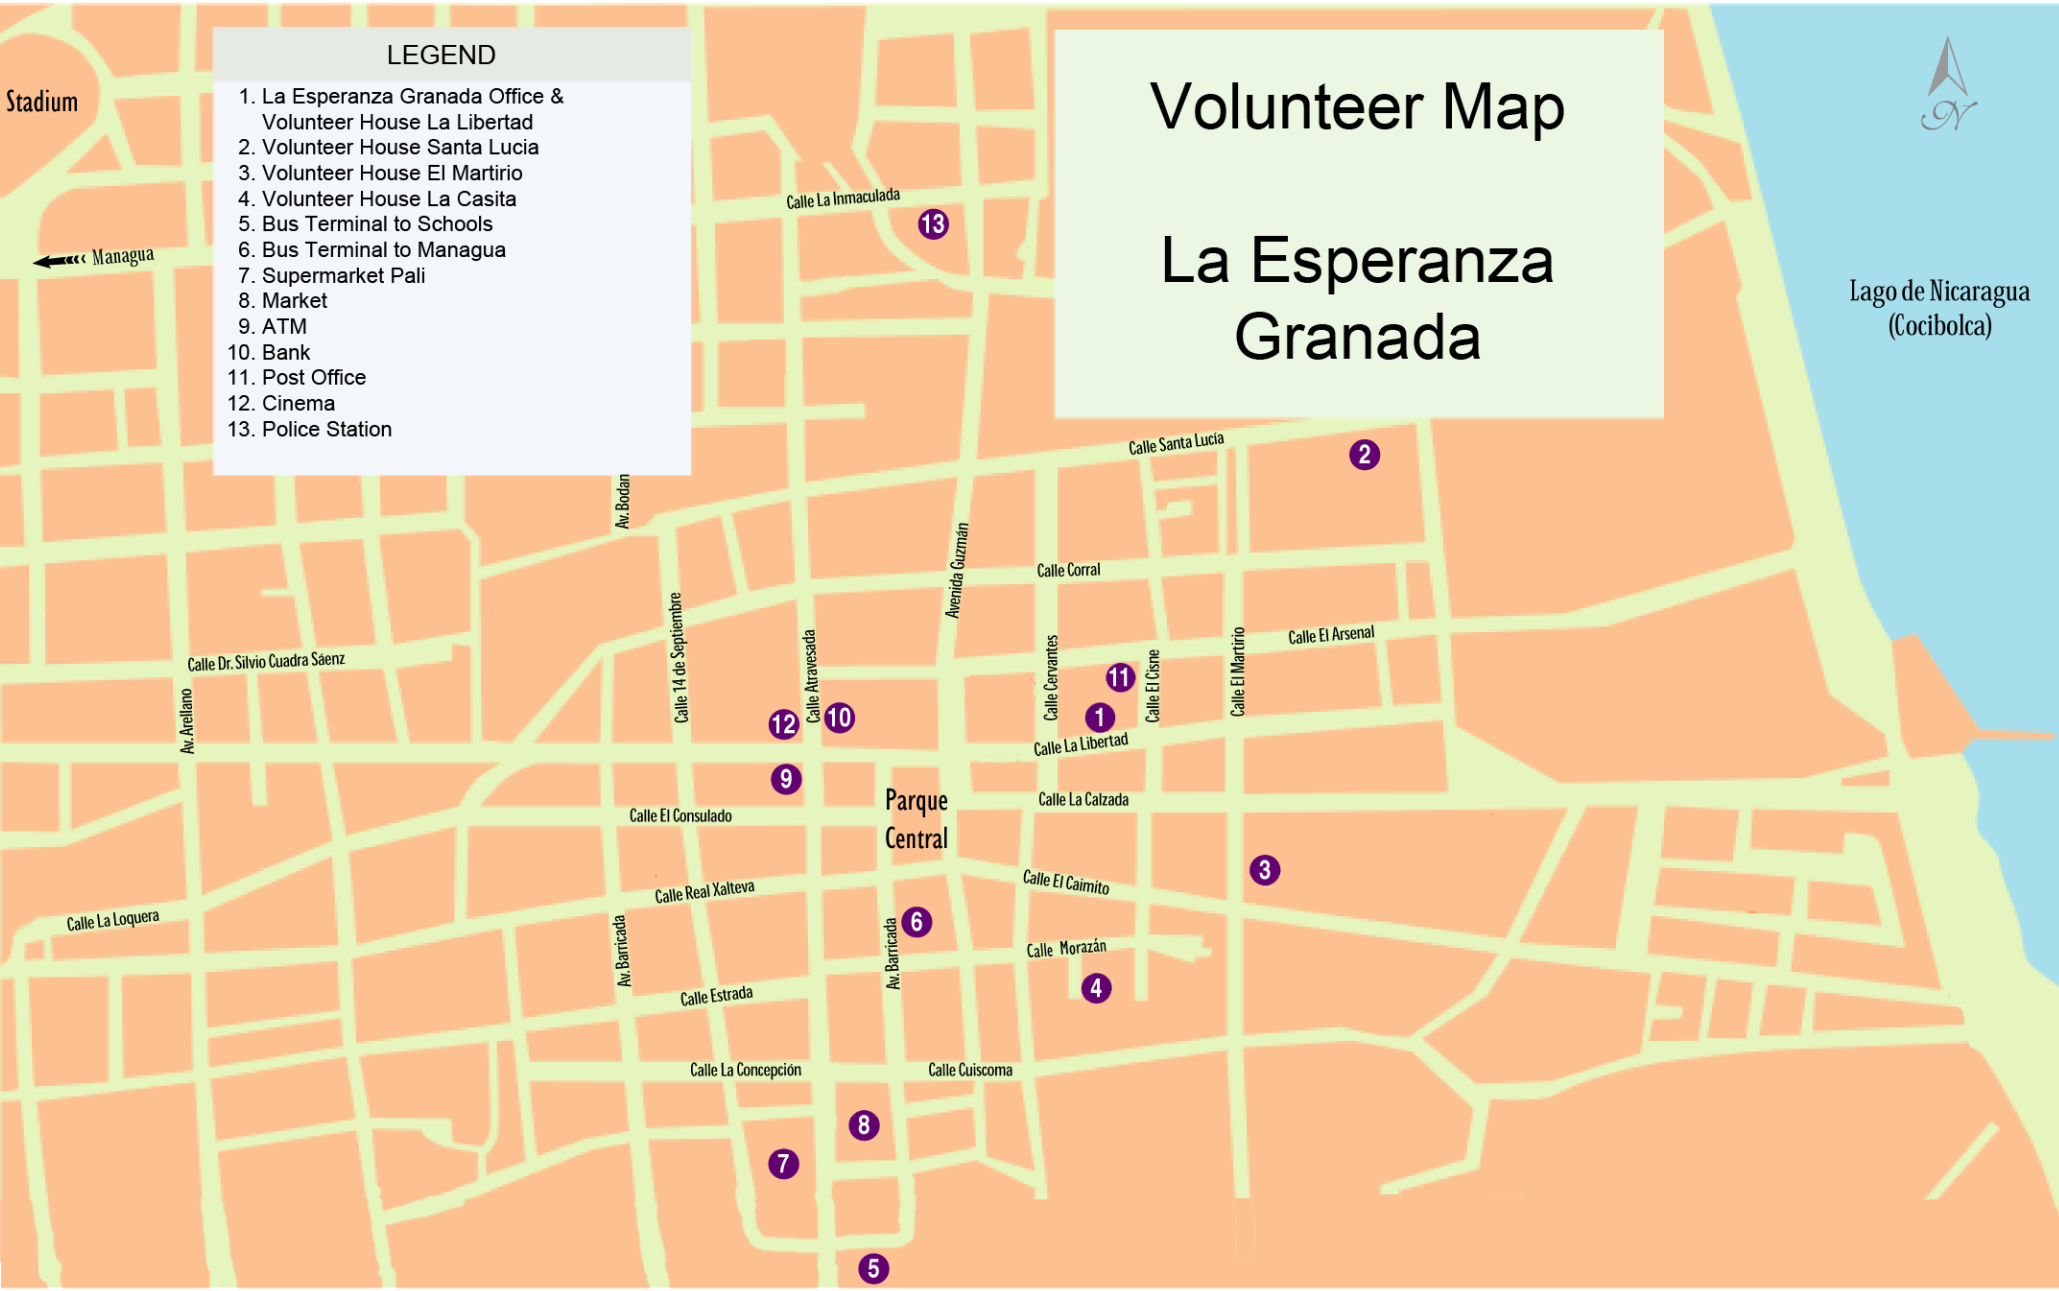 LEGEND
1. La Esperanza Granada Office &
Volunteer House La Libertad
2. Volunteer House Santa Lucia
3. Volunteer House El Martirio
4. Volunteer House La Casita
5. Bus Terminal to Schools
6. Bus Terminal to Managua
7. Supermarket Pali
8. Market
9. ATM
10. Bank
11. Post Office
12. Cinema
13. Police Station
Volunteer Map
La Esperanza
Granada
N
Stadium
Managua
Lago de Nicaragua
(Cocibolca)
Calle La Inmaculada
13
Calle Santa Lucía
2
Av. Bodan
Avenida Guzmán
Calle Corral
Calle 14 de Septiembre
Calle Atravesada
Calle Cervantes
Calle El Cisne
Calle El Martirio
Calle El Arsenal
Calle Dr. Silvio Cuadra Sáenz
Av. Arellano
11
12
10
1
Calle La Libertad
9
Parque
Central
Calle La Calzada
Calle El Consulado
3
Calle Real Xalteva
Calle El Caimito
Calle La Loquera
6
Av. Barricada
Av. Barricada
Calle Morazán
4
Calle Estrada
Calle La Concepción
Calle Cuiscoma
8
7
5